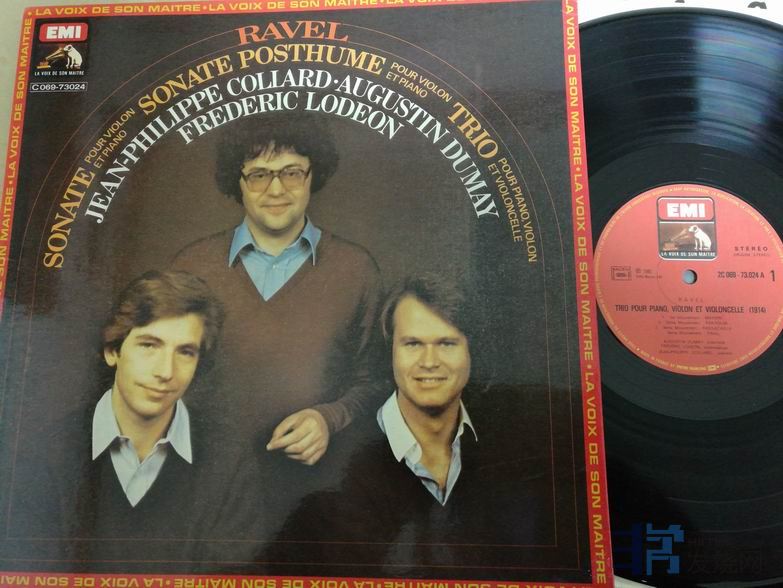 LA VOIX DE SON MAITRE • LA VOIX DE SON MAITRE • LA VOIX DE SON MAITRE
EMI
LA VOIX DE SON MAITRE
C 069-73024
RAVEL
SONATE POUR VIOLON ET PIANO
SONATE POSTHUME POUR VIOLON ET PIANO
TRIO POUR PIANO, VIOLON ET VIOLONCELLE
JEAN-PHILIPPE COLLARD · AUGUSTIN DUMAY
FREDERIC LODEON
LA VOIX DE SON MAITRE • LA VOIX DE SON MAITRE
EMI
LA VOIX DE SON MAITRE
STEREO
2C 069-73.024 A
1
RAVEL
TRIO POUR PIANO, VIOLON ET VIOLONCELLE (1914)
发烧网